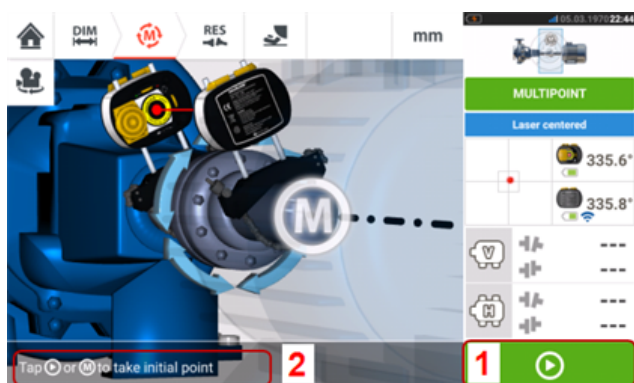 DIM
M
RES
mm
05.03.1970 22:44
MULTIPOINT
Laser centered
335.6°
335.8°
M
V
---
---
H
---
---
Tap or M to take initial point
2
1